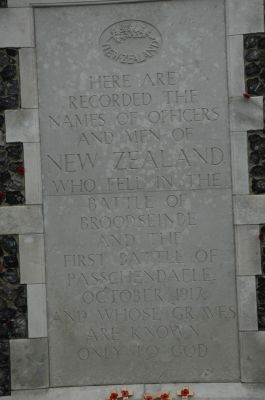 NEW ZEALAND
HERE ARE
RECORDED THE
NAMES OF OFFICERS
AND MEN OF
NEW ZEALAND
WHO FELL IN THE
BATTLE OF
BROODSEINDE
AND THE
FIRST BATTLE OF
PASSCHENDAELE
OCTOBER 1917
AND WHOSE GRAVES
ARE KNOWN
ONLY TO GOD